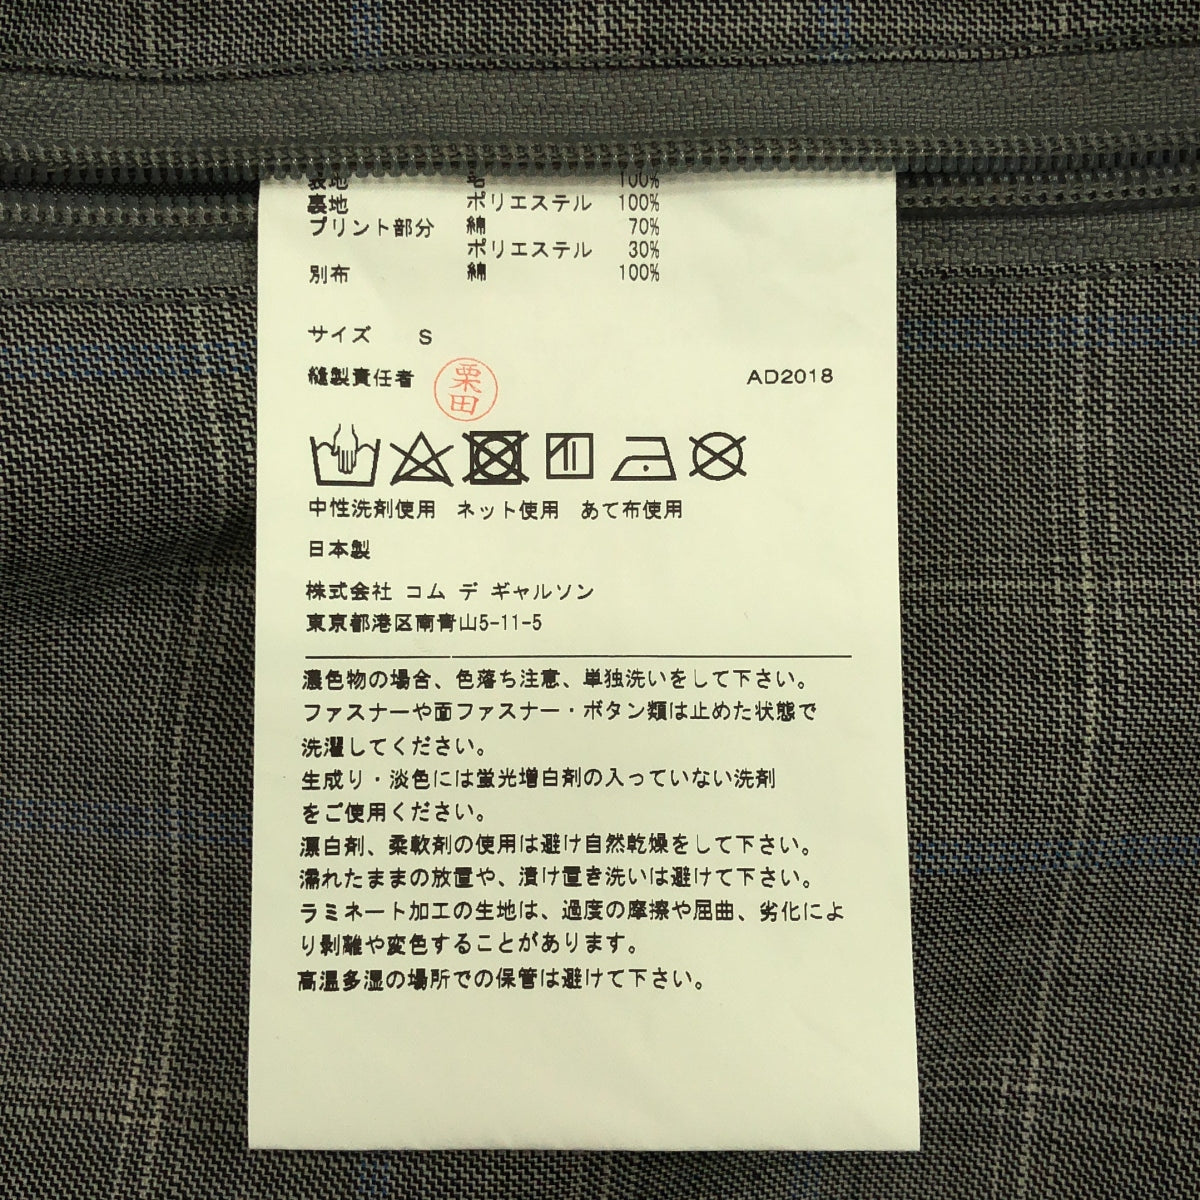 表地 100%
裏地 ポリエステル 100%
プリント部分 綿 70%
ポリエステル 30%
別布 綿 100%
サイズ S
縫製責任者 栗田 AD2018
中性洗剤使用 ネット使用 あて布使用
日本製
株式会社 コム デ ギャルソン
東京都港区南青山5-11-5
濃色物の場合、色落ち注意、単独洗いをして下さい。
ファスナーや面ファスナー・ボタン類は止めた状態で
洗濯してください。
生成り・淡色には蛍光増白剤の入っていない洗剤
をご使用ください。
漂白剤、柔軟剤の使用は避け自然乾燥をして下さい。
濡れたままの放置や、漬け置き洗いは避けて下さい。
ラミネート加工の生地は、過度の摩擦や屈曲、劣化によ
り剥離や変色することがあります。
高温多湿の場所での保管は避けて下さい。